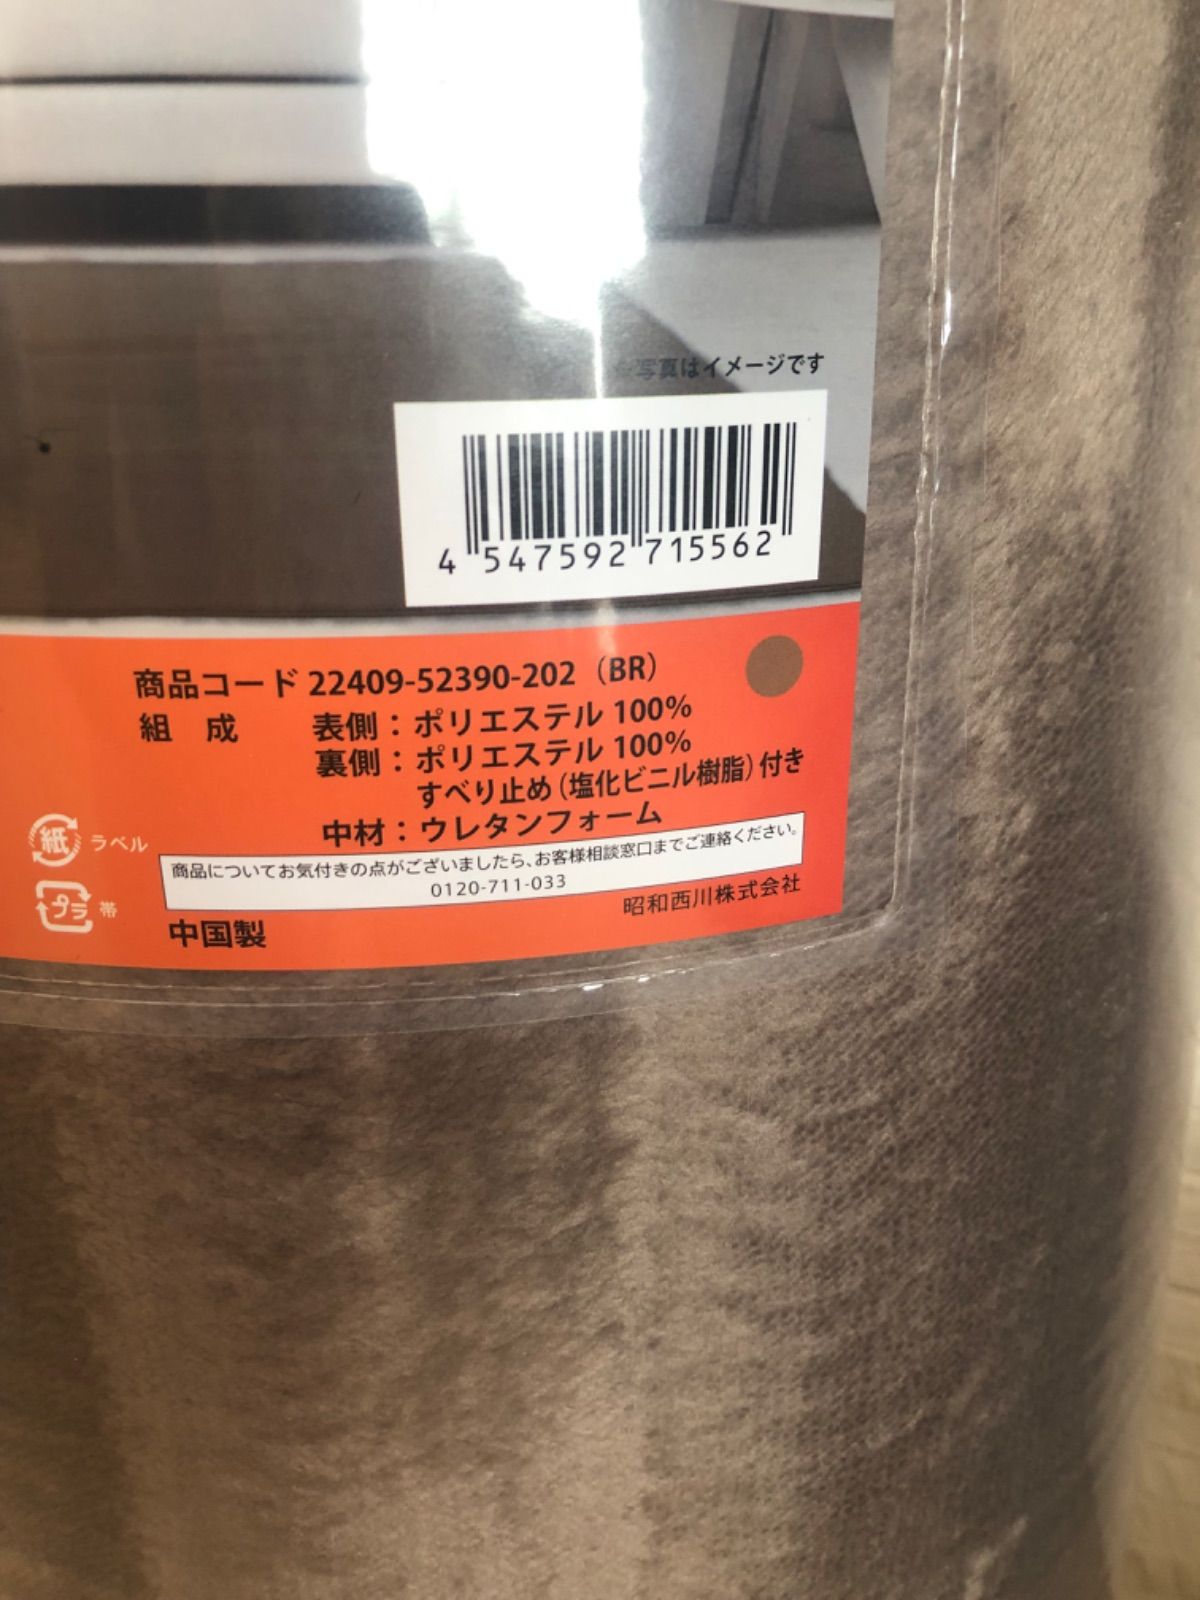 ※写真はイメージです
4 547592 715562
商品コード 22409-52390-202（BR）
組 成 表側：ポリエステル 100%
裏側：ポリエステル 100%
すべり止め（塩化ビニル樹脂）付き
中材：ウレタンフォーム
紙 ラベル
プラ 帯
商品についてお気付きの点がございましたら、お客様相談窓口までご連絡ください。
0120-711-033
中国製
昭和西川株式会社